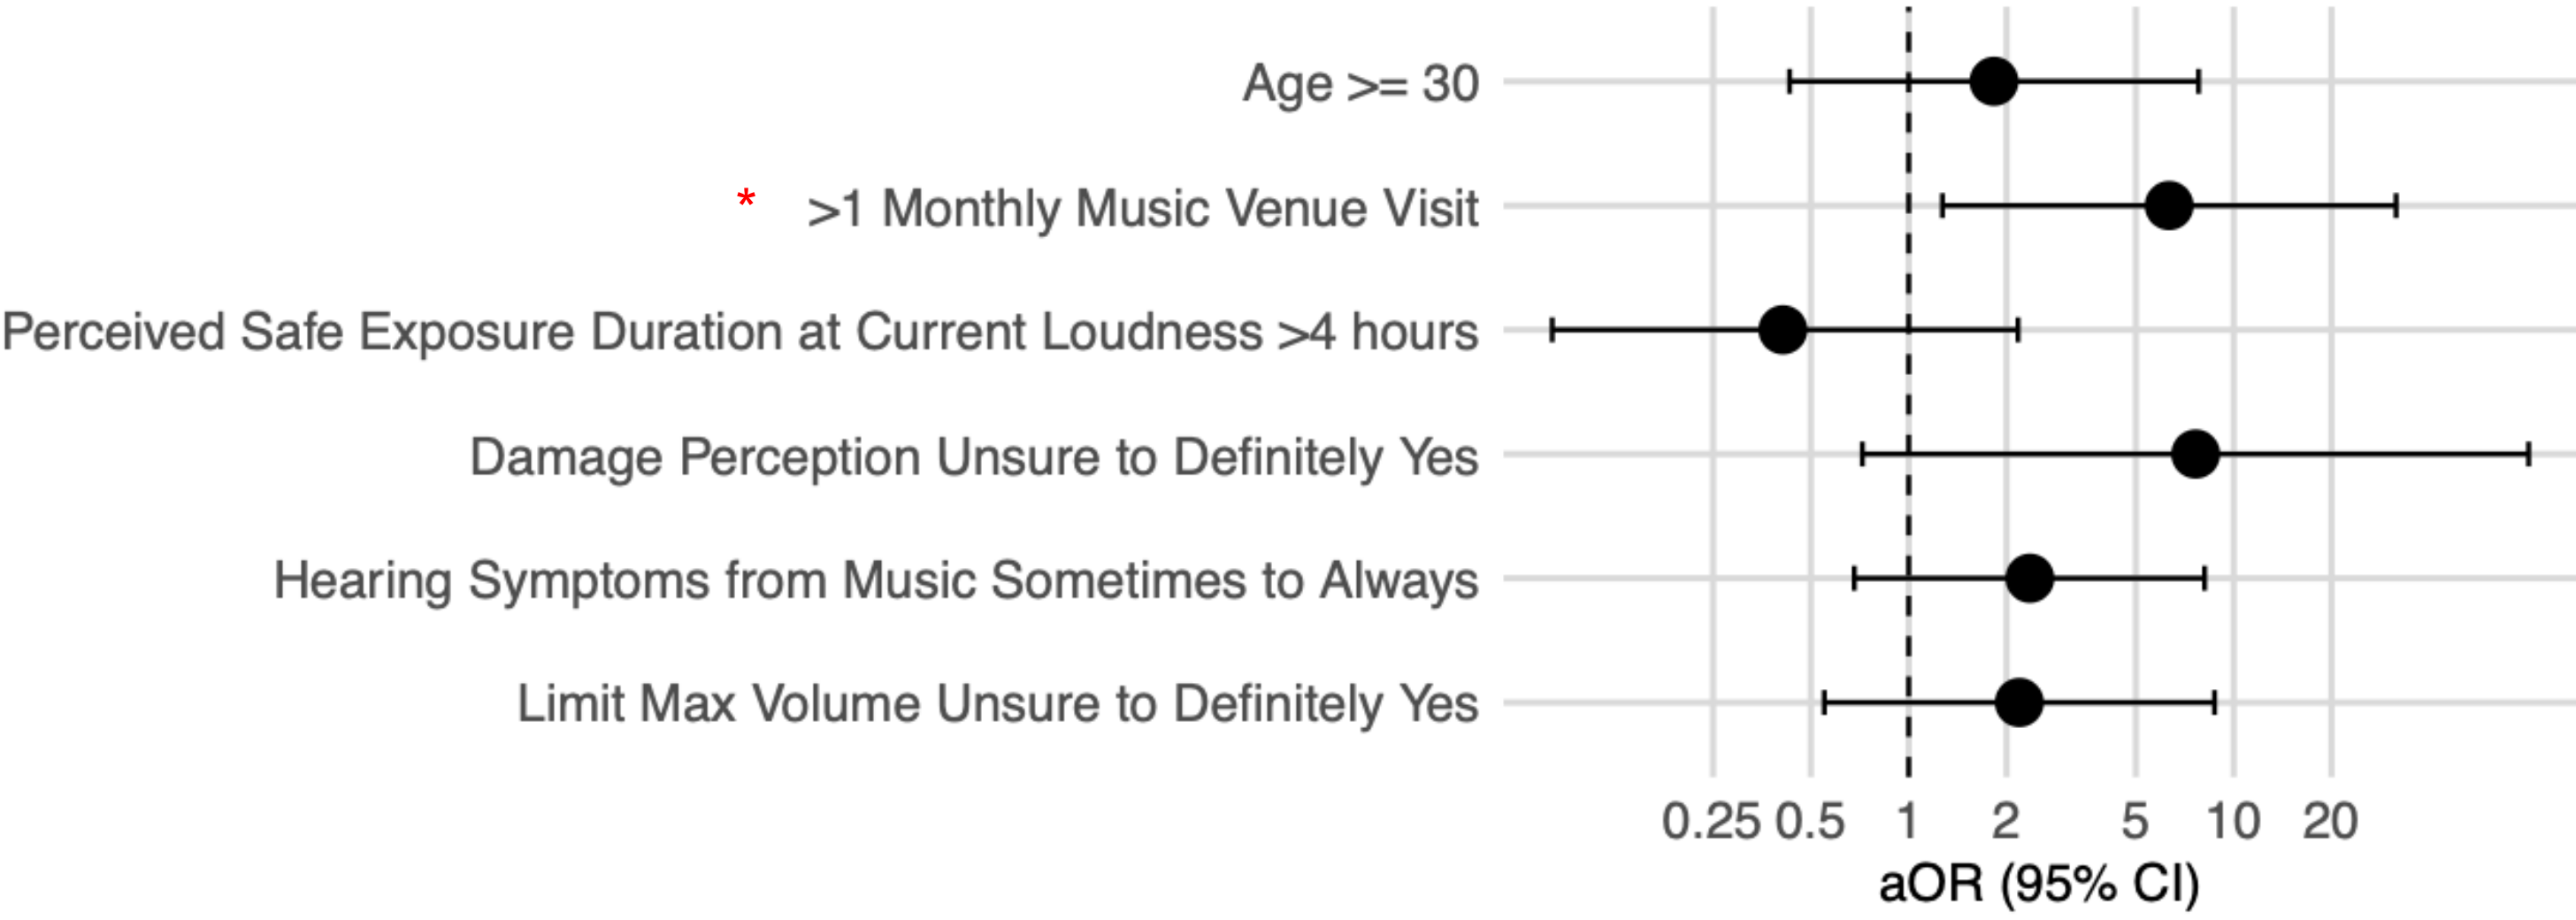 Age >= 30
* >1 Monthly Music Venue Visit
Perceived Safe Exposure Duration at Current Loudness >4 hours
Damage Perception Unsure to Definitely Yes
Hearing Symptoms from Music Sometimes to Always
Limit Max Volume Unsure to Definitely Yes
0.25 0.5 1 2 5 10 20
aOR (95% CI)